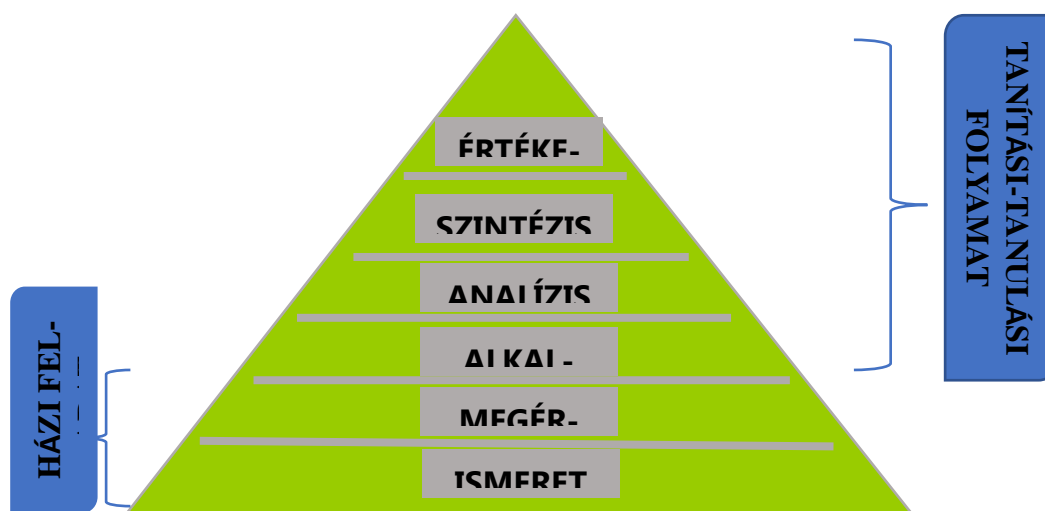 ÉRTÉKE-
SZINTÉZIS
ANALÍZIS
ALKAL-
MEGÉR-
ISMERET
HÁZI FEL-
TANÍTÁSI-TANULÁSI
FOLYAMAT